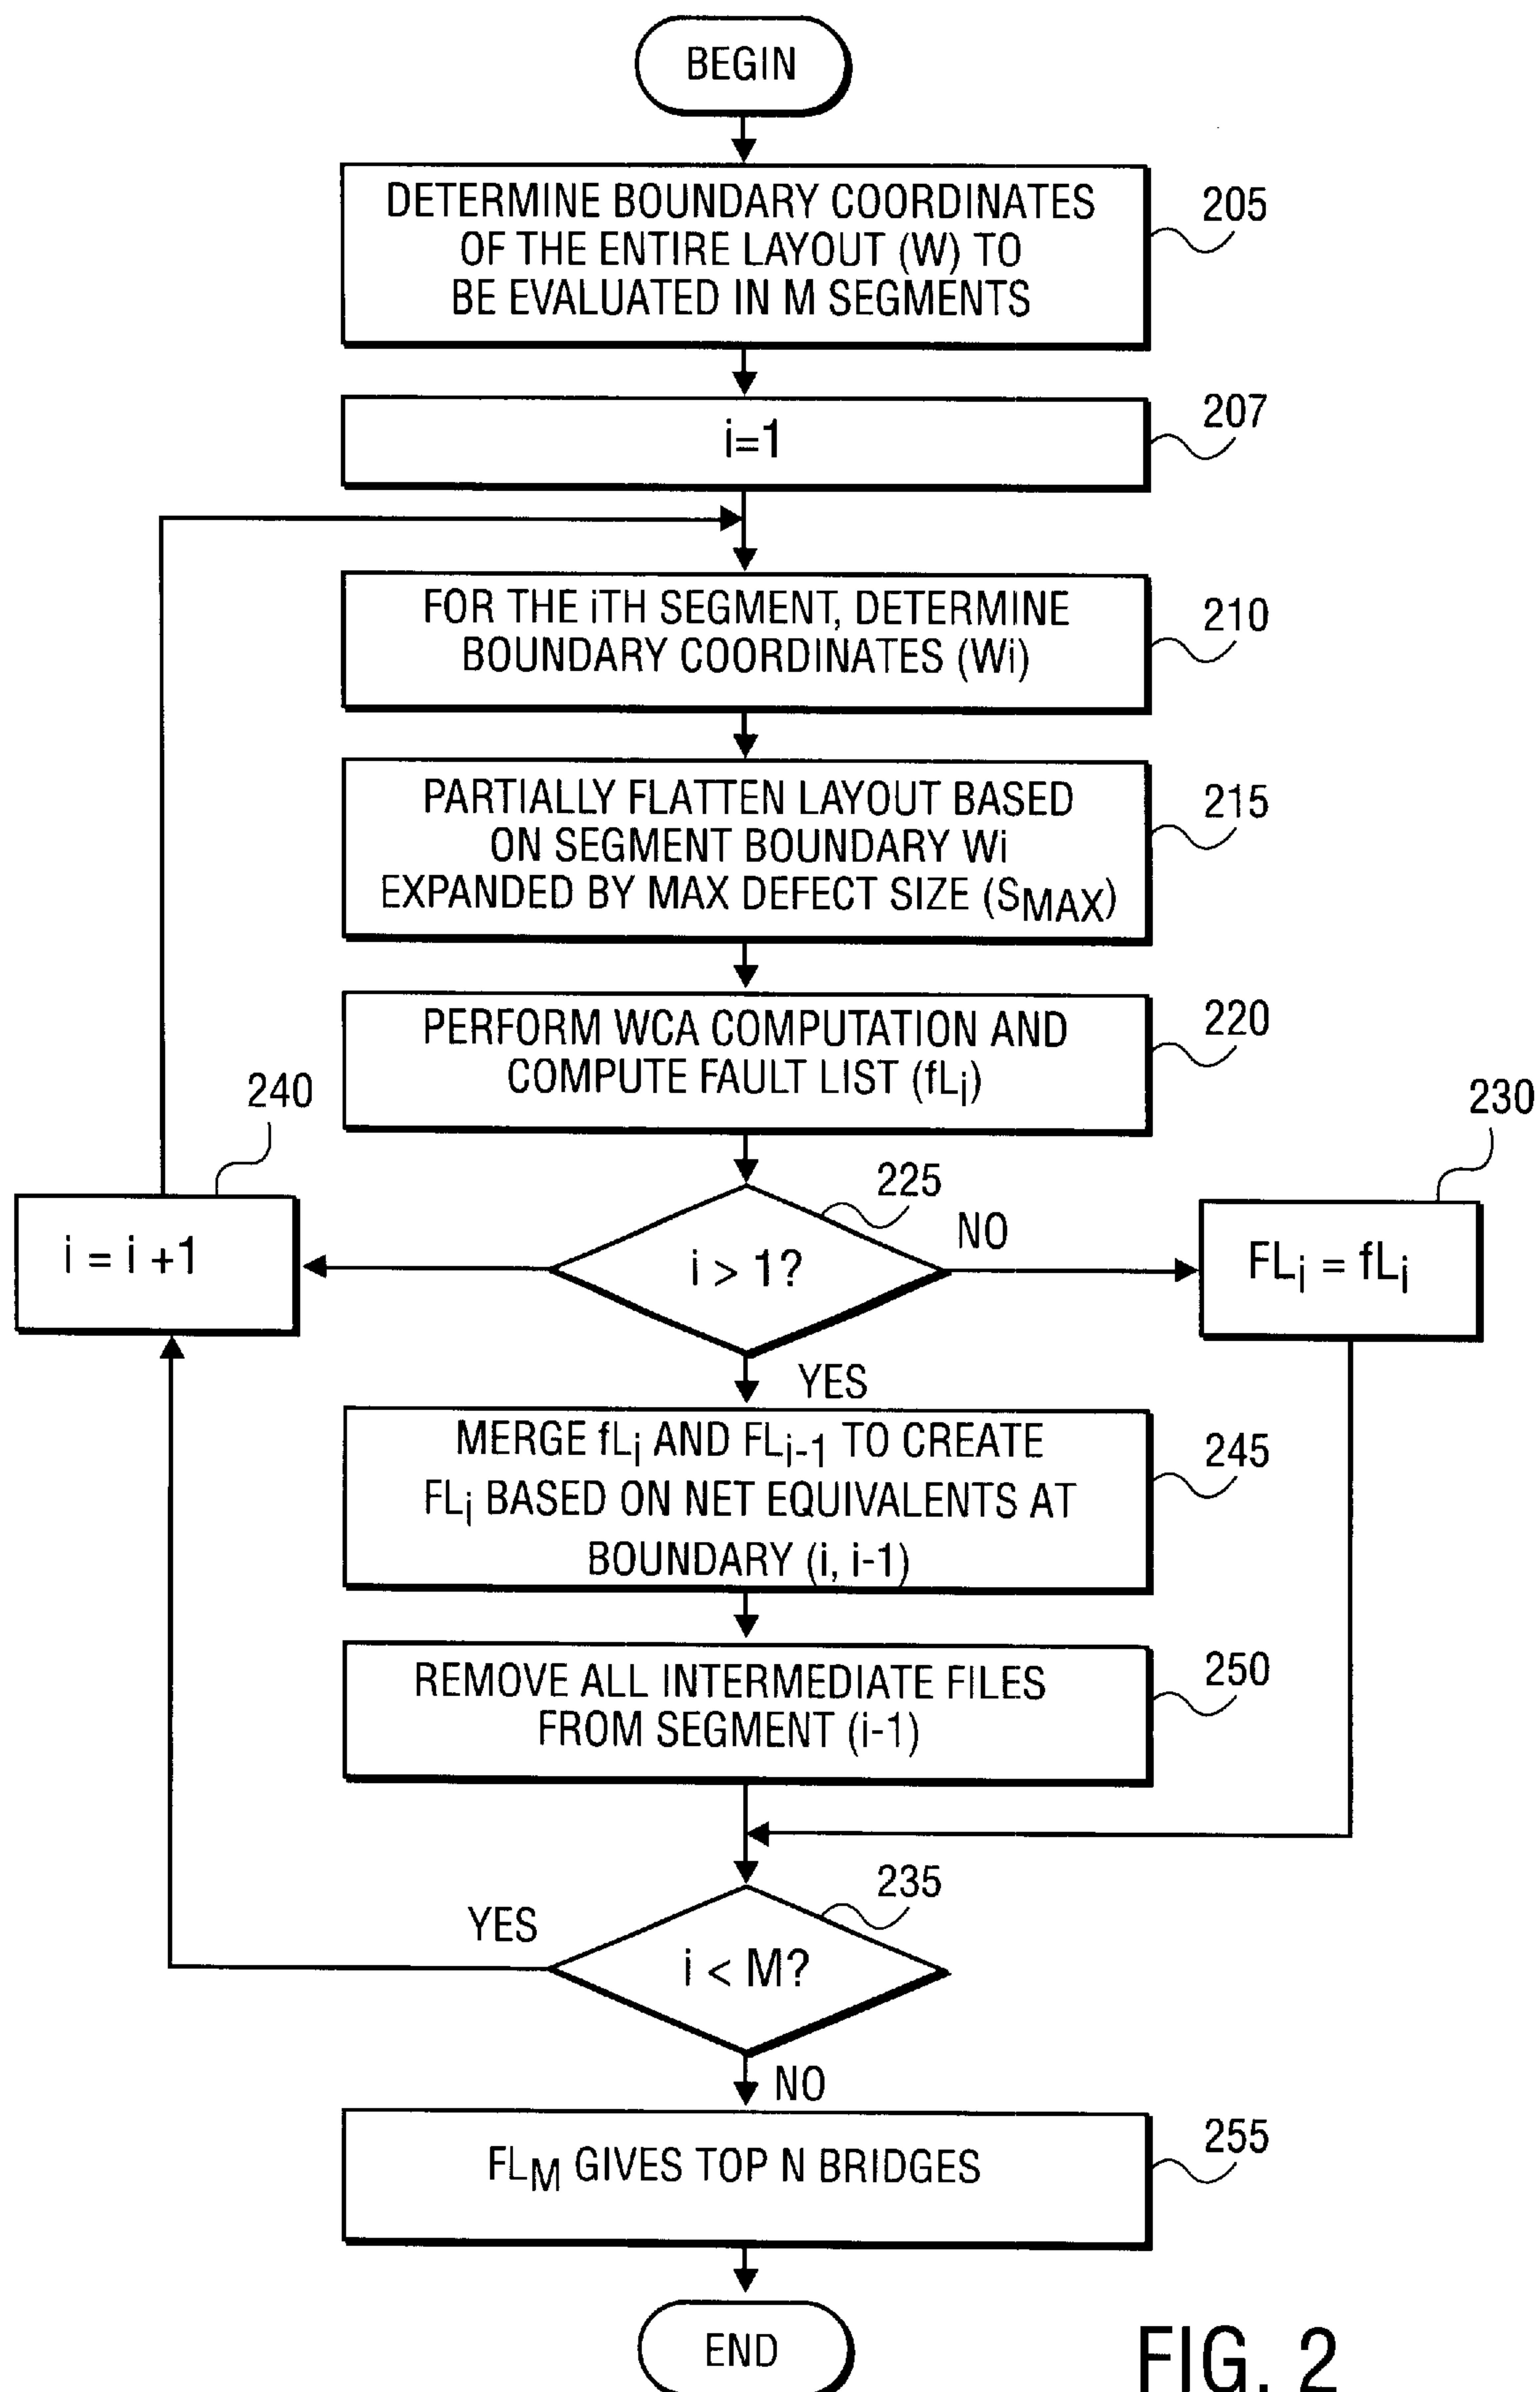 BEGIN
DETERMINE BOUNDARY COORDINATES
OF THE ENTIRE LAYOUT (W) TO
BE EVALUATED IN M SEGMENTS
205
i=1
207
FOR THE iTH SEGMENT, DETERMINE
BOUNDARY COORDINATES (Wi)
210
PARTIALLY FLATTEN LAYOUT BASED
ON SEGMENT BOUNDARY Wi
EXPANDED BY MAX DEFECT SIZE (SMAX)
215
PERFORM WCA COMPUTATION AND
COMPUTE FAULT LIST (fLi)
220
240
230
225
i = i +1
i > 1?
NO
FLi = fLi
YES
MERGE fLi AND FLi-1 TO CREATE
FLi BASED ON NET EQUIVALENTS AT
BOUNDARY (i, i-1)
245
REMOVE ALL INTERMEDIATE FILES
FROM SEGMENT (i-1)
250
235
YES
i < M?
NO
FLM GIVES TOP N BRIDGES
255
END
FIG. 2